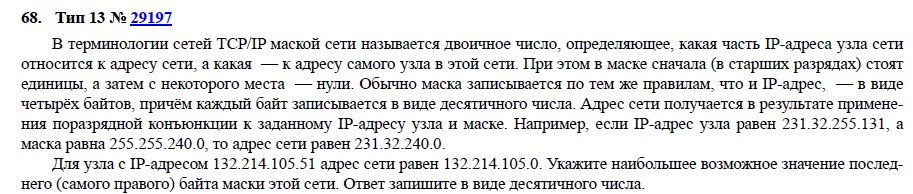 68. Тип 13 № 29197
В терминологии сетей TCP/IP маской сети называется двоичное число, определяющее, какая часть IP-адреса узла сети
относится к адресу сети, а какая — к адресу самого узла в этой сети. При этом в маске сначала (в старших разрядах) стоят
единицы, а затем с некоторого места — нули. Обычно маска записывается по тем же правилам, что и IP-адрес, — в виде
четырёх байтов, причём каждый байт записывается в виде десятичного числа. Адрес сети получается в результате примене-
ния поразрядной конъюнкции к заданному IP-адресу узла и маске. Например, если IP-адрес узла равен 231.32.255.131, а
маска равна 255.255.240.0, то адрес сети равен 231.32.240.0.
Для узла с IP-адресом 132.214.105.51 адрес сети равен 132.214.105.0. Укажите наибольшее возможное значение послед-
него (самого правого) байта маски этой сети. Ответ запишите в виде десятичного числа.